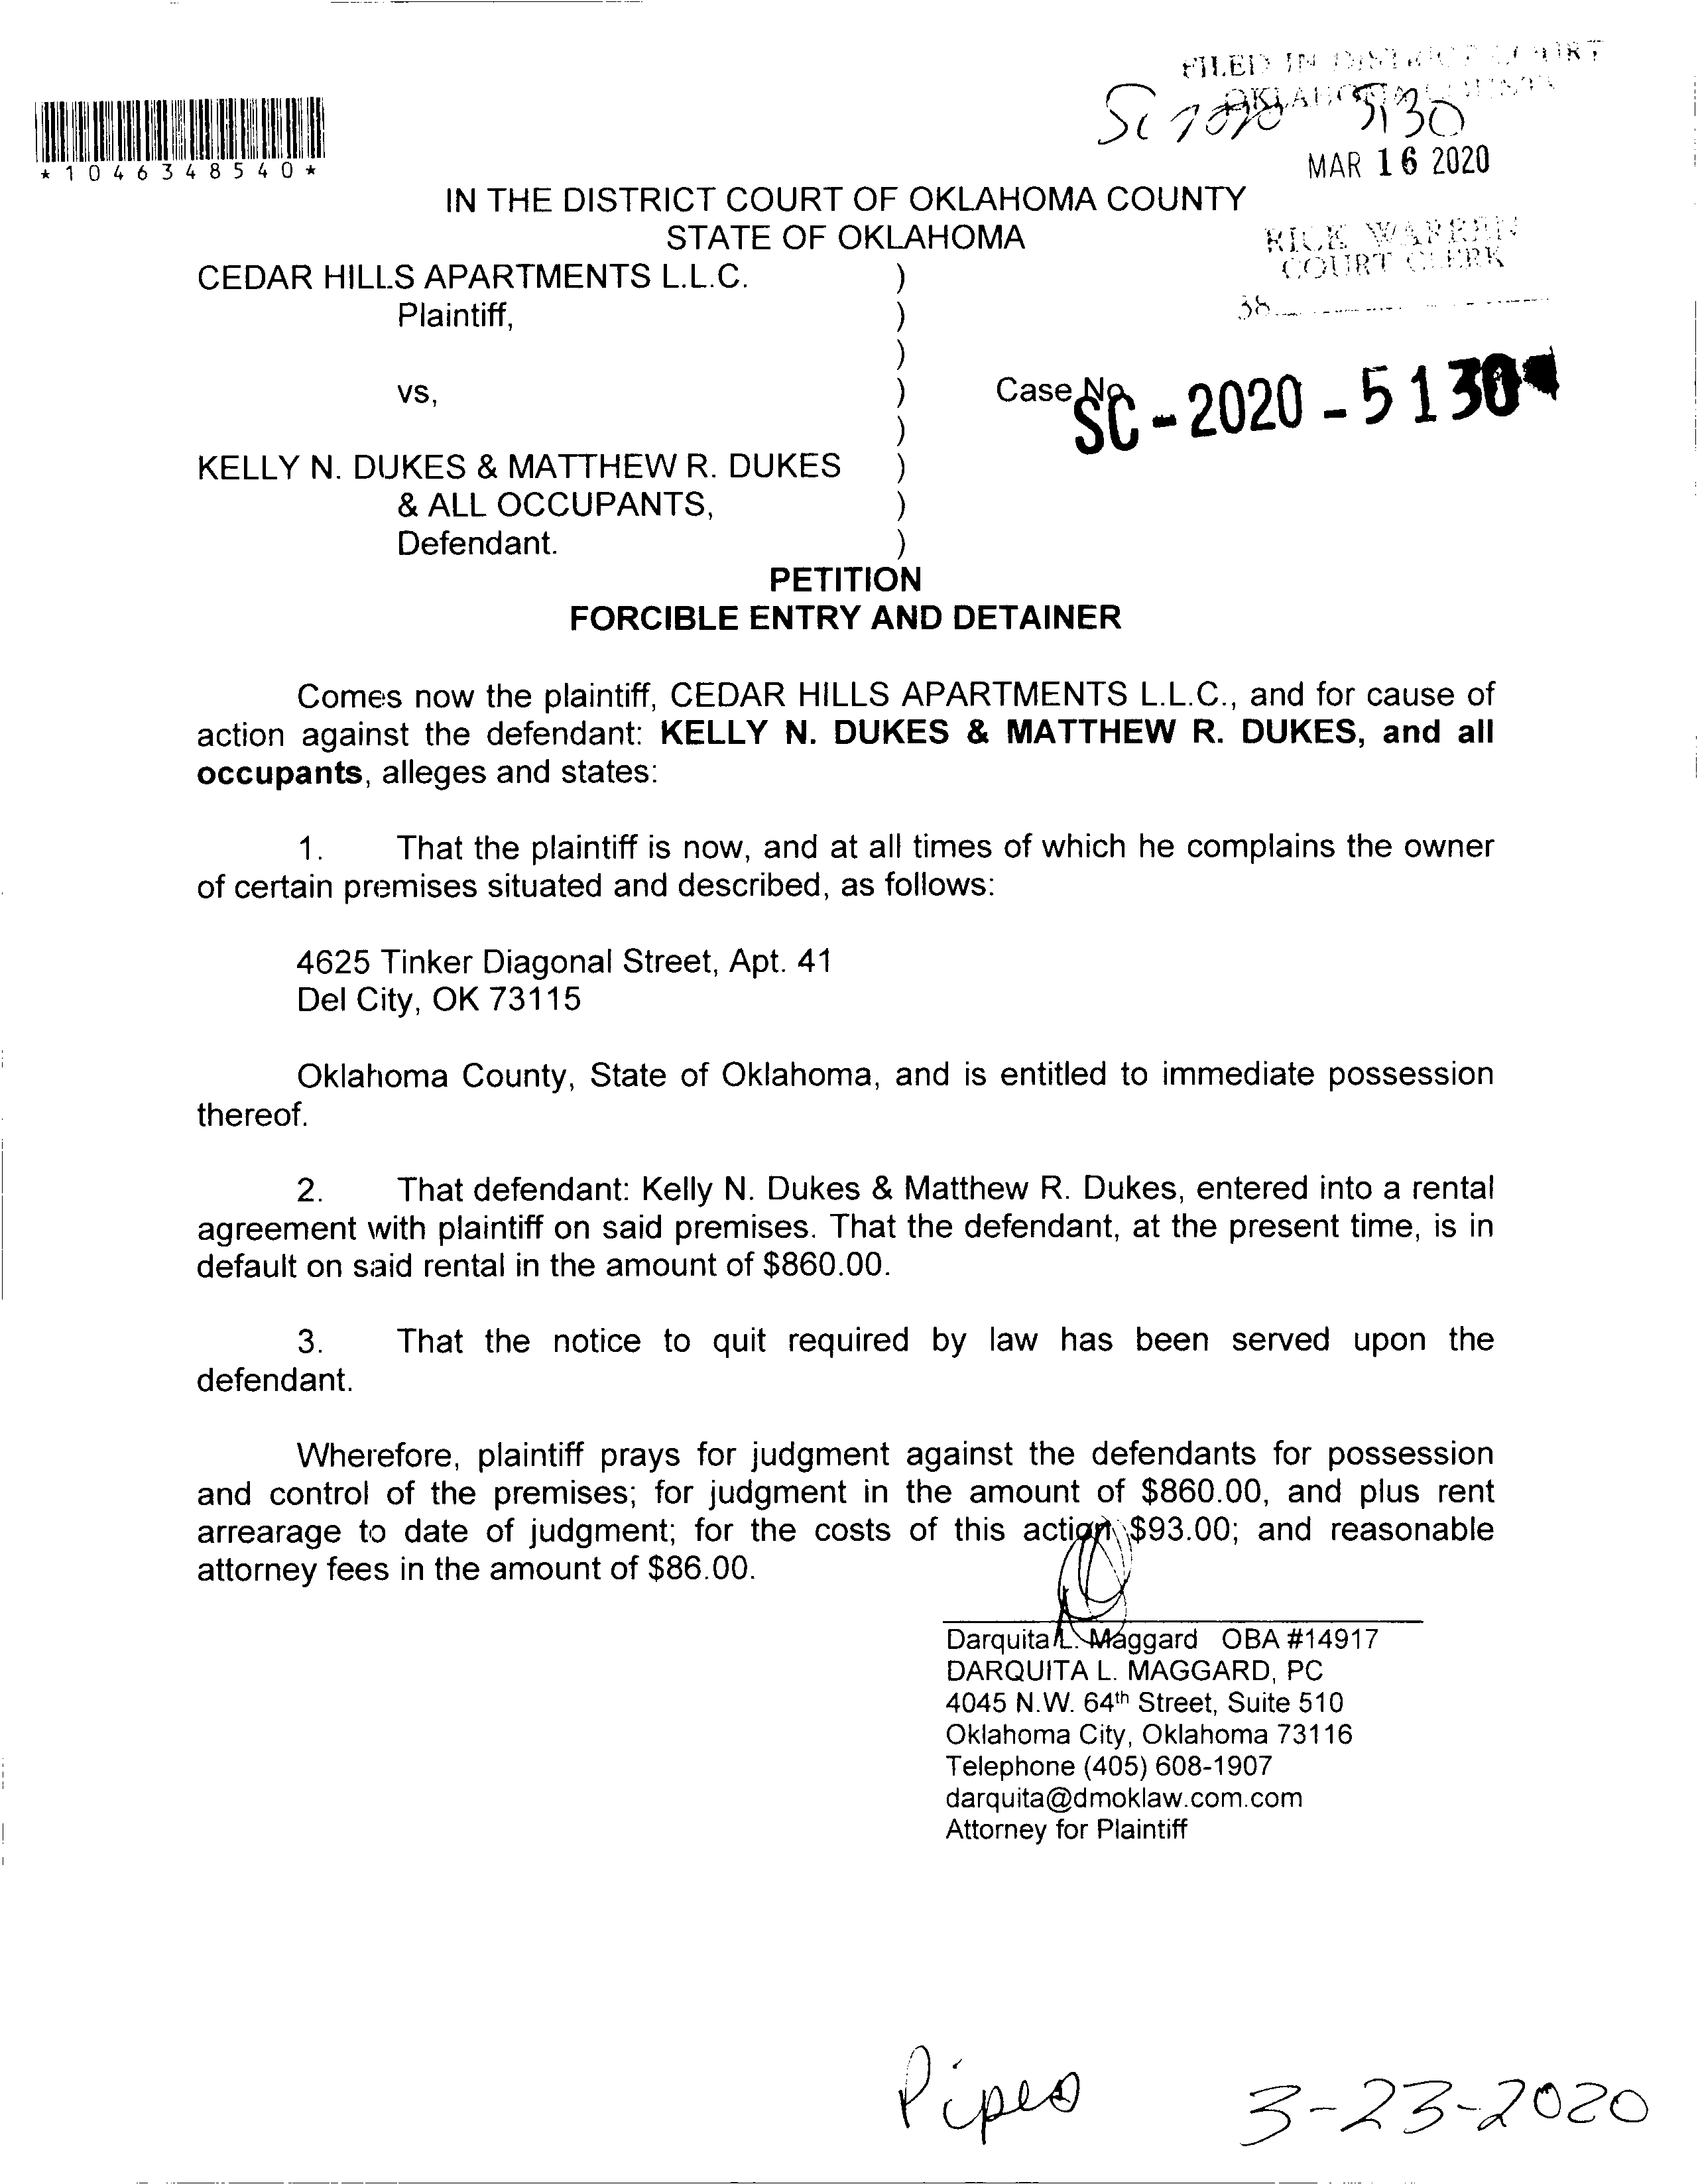 FILED IN DISTRICT COURT
OKLAHOMA COUNTY
SC 2020 5130
MAR 16 2020
*1046348540*
IN THE DISTRICT COURT OF OKLAHOMA COUNTY
STATE OF OKLAHOMA
RICK WARREN
COURT CLERK
38
CEDAR HILLS APARTMENTS L.L.C. )
Plaintiff, )
)
vs, ) Case No. SC-2020-5130
)
KELLY N. DUKES & MATTHEW R. DUKES )
& ALL OCCUPANTS, )
Defendant. )
PETITION
FORCIBLE ENTRY AND DETAINER
Comes now the plaintiff, CEDAR HILLS APARTMENTS L.L.C., and for cause of
action against the defendant: KELLY N. DUKES & MATTHEW R. DUKES, and all
occupants, alleges and states:
1. That the plaintiff is now, and at all times of which he complains the owner
of certain premises situated and described, as follows:
4625 Tinker Diagonal Street, Apt. 41
Del City, OK 73115
Oklahoma County, State of Oklahoma, and is entitled to immediate possession
thereof.
2. That defendant: Kelly N. Dukes & Matthew R. Dukes, entered into a rental
agreement with plaintiff on said premises. That the defendant, at the present time, is in
default on said rental in the amount of $860.00.
3. That the notice to quit required by law has been served upon the
defendant.
Wherefore, plaintiff prays for judgment against the defendants for possession
and control of the premises; for judgment in the amount of $860.00, and plus rent
arrearage to date of judgment; for the costs of this action $93.00; and reasonable
attorney fees in the amount of $86.00.
Darquita L. Maggard OBA #14917
DARQUITA L. MAGGARD, PC
4045 N.W. 64th Street, Suite 510
Oklahoma City, Oklahoma 73116
Telephone (405) 608-1907
darquita@dmoklaw.com.com
Attorney for Plaintiff
Pipes 3-23-2020